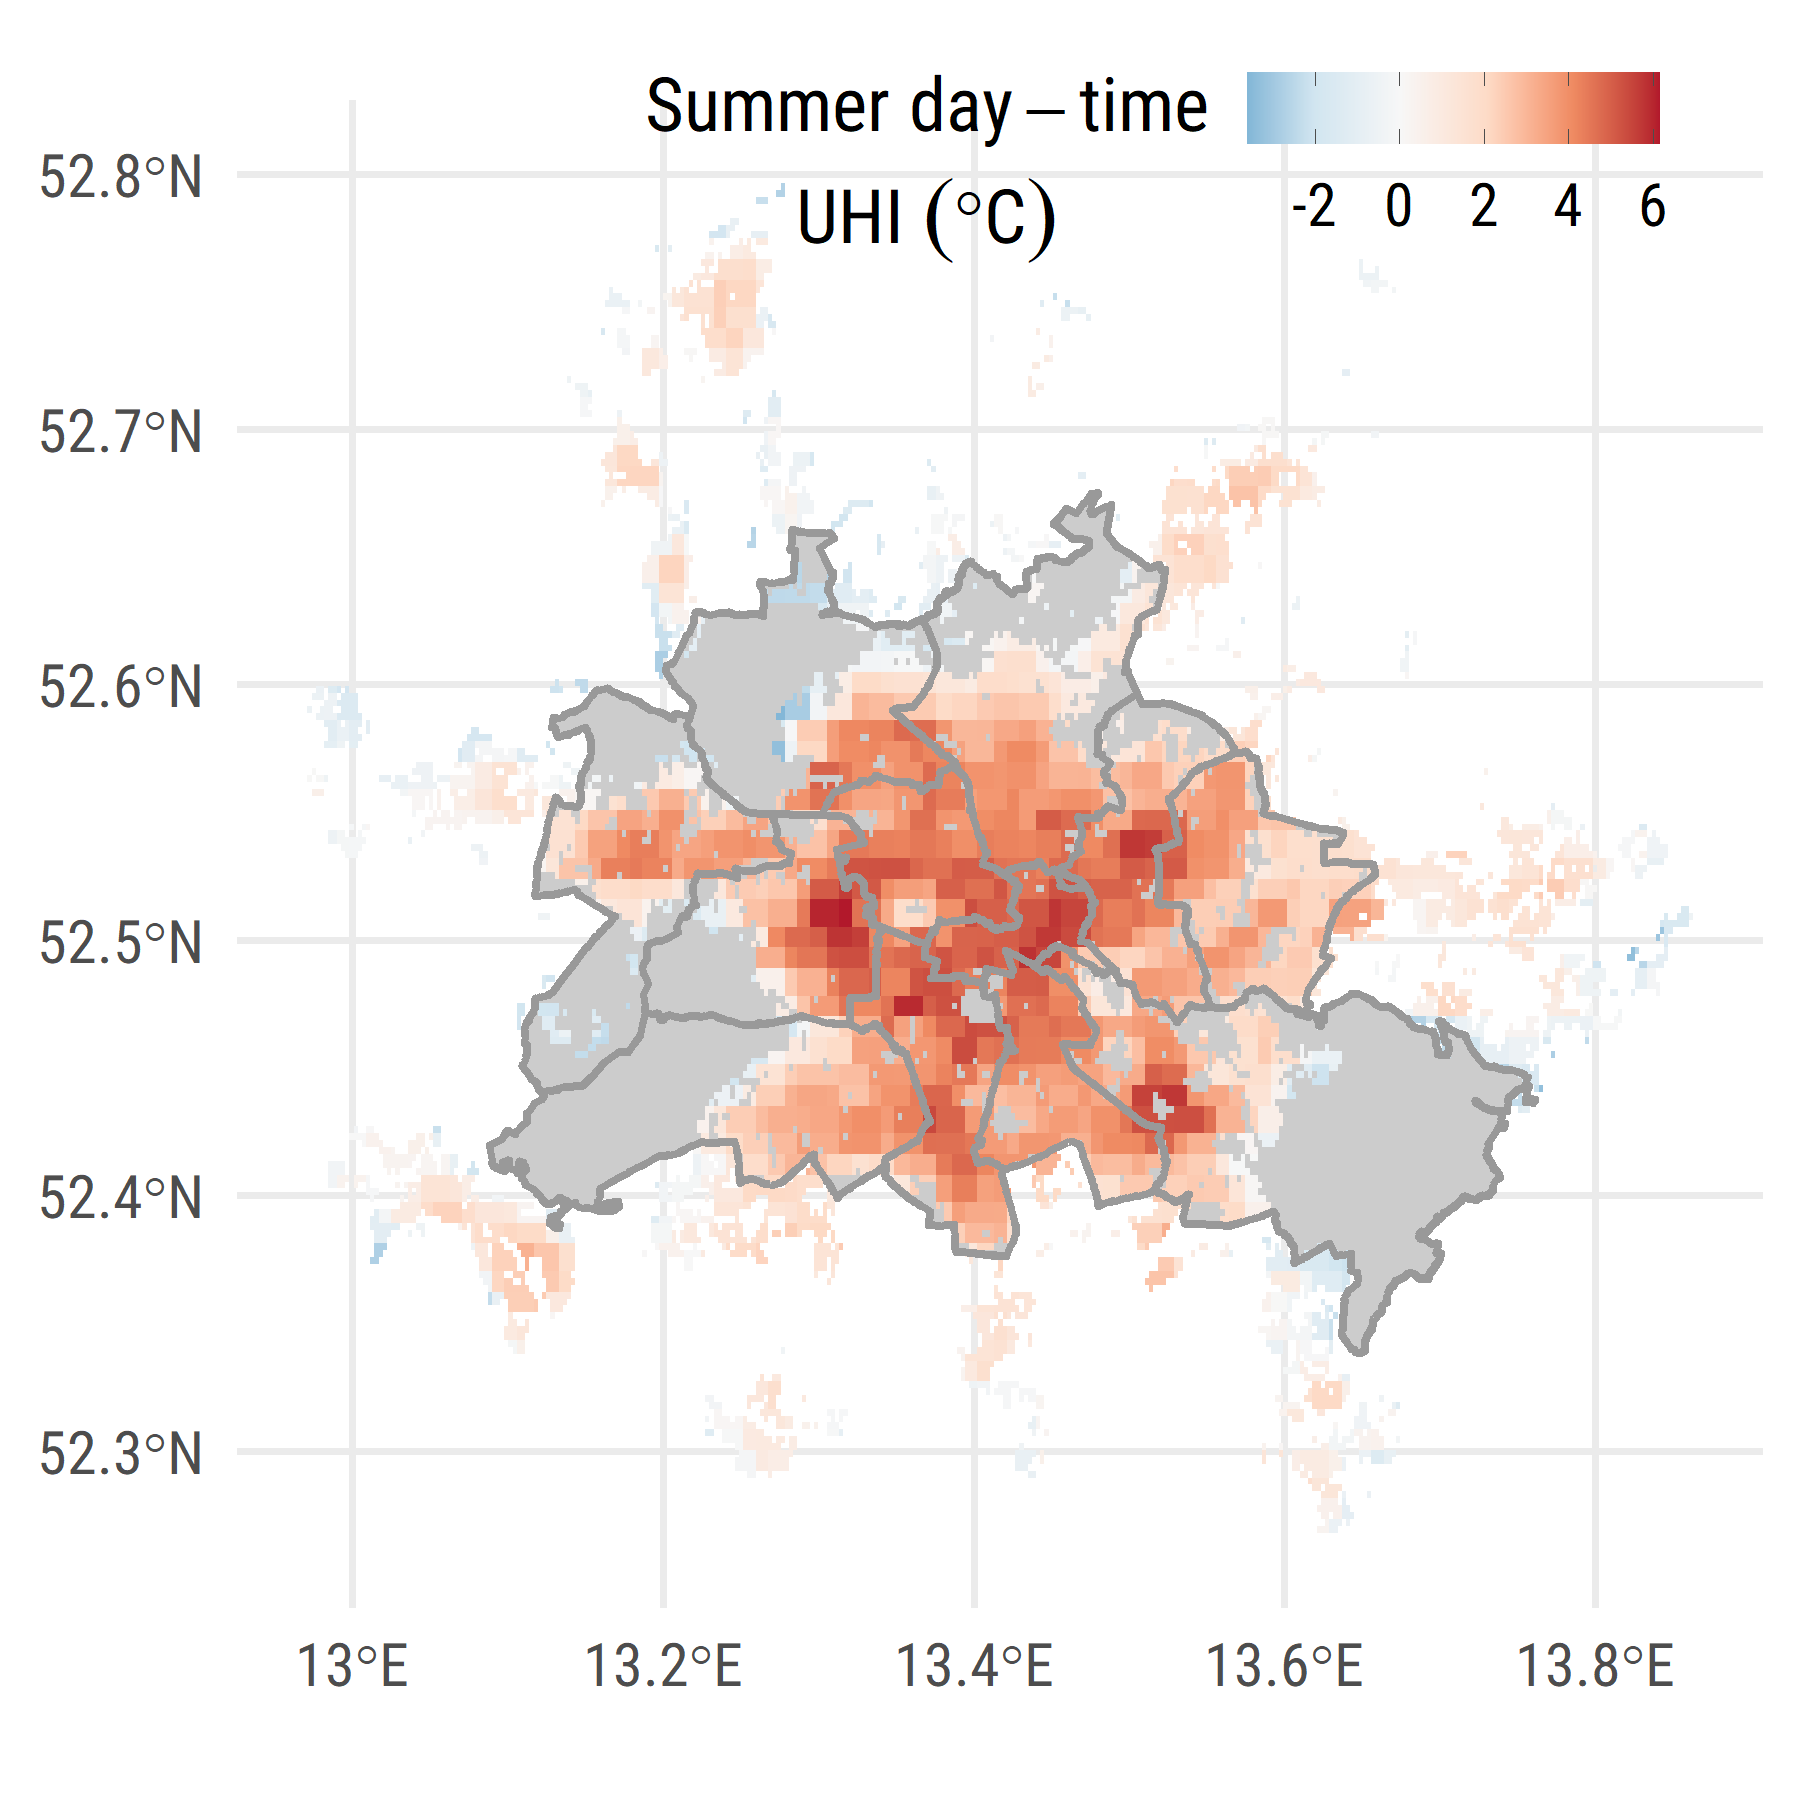 Summer day – time
UHI (°C)
-2 0 2 4 6
52.8°N
52.7°N
52.6°N
52.5°N
52.4°N
52.3°N
13°E 13.2°E 13.4°E 13.6°E 13.8°E